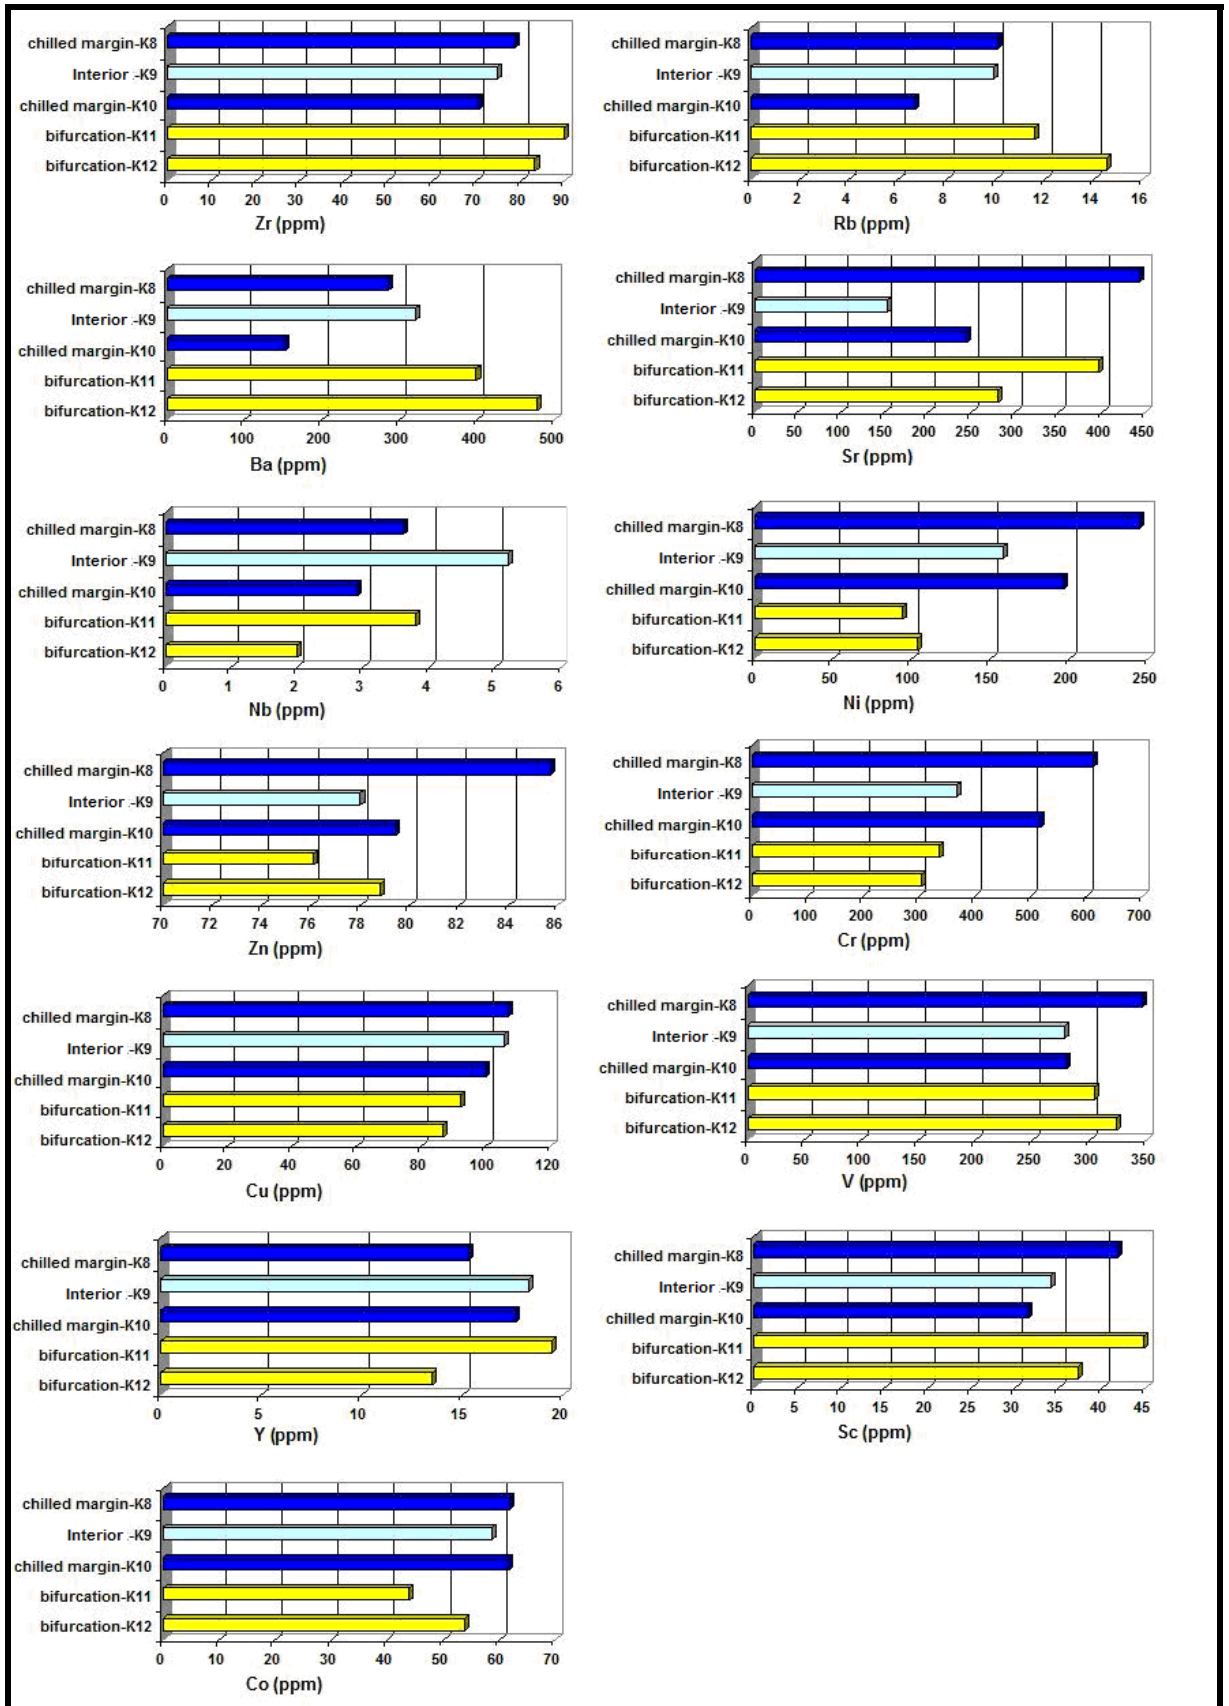 chilled margin-K8
Interior :-K9
chilled margin-K10
bifurcation-K11
bifurcation-K12
0 10 20 30 40 50 60 70 80 90
Zr (ppm)
chilled margin-K8
Interior :-K9
chilled margin-K10
bifurcation-K11
bifurcation-K12
0 2 4 6 8 10 12 14 16
Rb (ppm)
chilled margin-K8
Interior :-K9
chilled margin-K10
bifurcation-K11
bifurcation-K12
0 100 200 300 400 500
Ba (ppm)
chilled margin-K8
Interior :-K9
chilled margin-K10
bifurcation-K11
bifurcation-K12
0 50 100 150 200 250 300 350 400 450
Sr (ppm)
chilled margin-K8
Interior :-K9
chilled margin-K10
bifurcation-K11
bifurcation-K12
0 1 2 3 4 5 6
Nb (ppm)
chilled margin-K8
Interior :-K9
chilled margin-K10
bifurcation-K11
bifurcation-K12
0 50 100 150 200 250
Ni (ppm)
chilled margin-K8
Interior :-K9
chilled margin-K10
bifurcation-K11
bifurcation-K12
70 72 74 76 78 80 82 84 86
Zn (ppm)
chilled margin-K8
Interior :-K9
chilled margin-K10
bifurcation-K11
bifurcation-K12
0 100 200 300 400 500 600 700
Cr (ppm)
chilled margin-K8
Interior :-K9
chilled margin-K10
bifurcation-K11
bifurcation-K12
0 20 40 60 80 100 120
Cu (ppm)
chilled margin-K8
Interior :-K9
chilled margin-K10
bifurcation-K11
bifurcation-K12
0 50 100 150 200 250 300 350
V (ppm)
chilled margin-K8
Interior :-K9
chilled margin-K10
bifurcation-K11
bifurcation-K12
0 5 10 15 20
Y (ppm)
chilled margin-K8
Interior :-K9
chilled margin-K10
bifurcation-K11
bifurcation-K12
0 5 10 15 20 25 30 35 40 45
Sc (ppm)
chilled margin-K8
Interior :-K9
chilled margin-K10
bifurcation-K11
bifurcation-K12
0 10 20 30 40 50 60 70
Co (ppm)